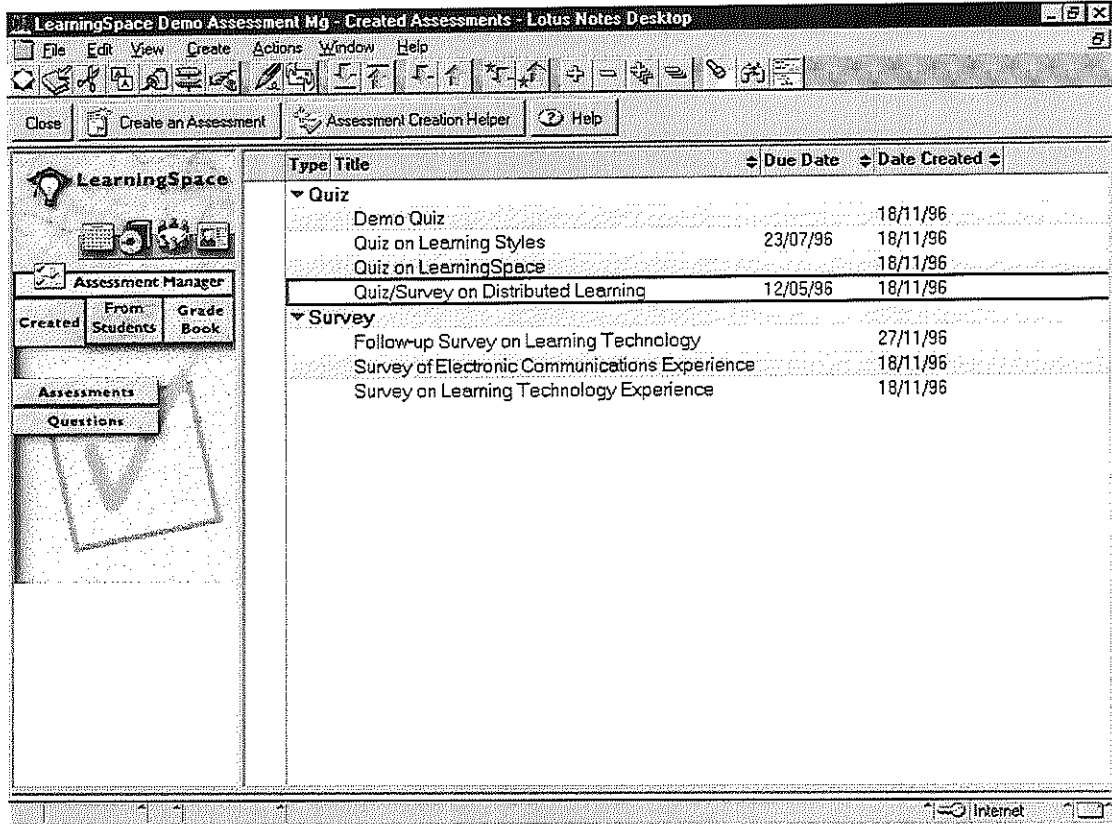 LearningSpace Demo Assessment Mg - Created Assessments - Lotus Notes Desktop
File Edit View Create Actions Window Help
Close Create an Assessment Assessment Creation Helper Help
LearningSpace
Assessment Manager
Created From Students Grade Book
Assessments
Questions
Type Title Due Date Date Created
Quiz
Demo Quiz 18/11/96
Quiz on Learning Styles 23/07/96 18/11/96
Quiz on LearningSpace 18/11/96
Quiz/Survey on Distributed Learning 12/05/96 18/11/96
Survey
Follow-up Survey on Learning Technology 27/11/96
Survey of Electronic Communications Experience 18/11/96
Survey on Learning Technology Experience 18/11/96
Internet